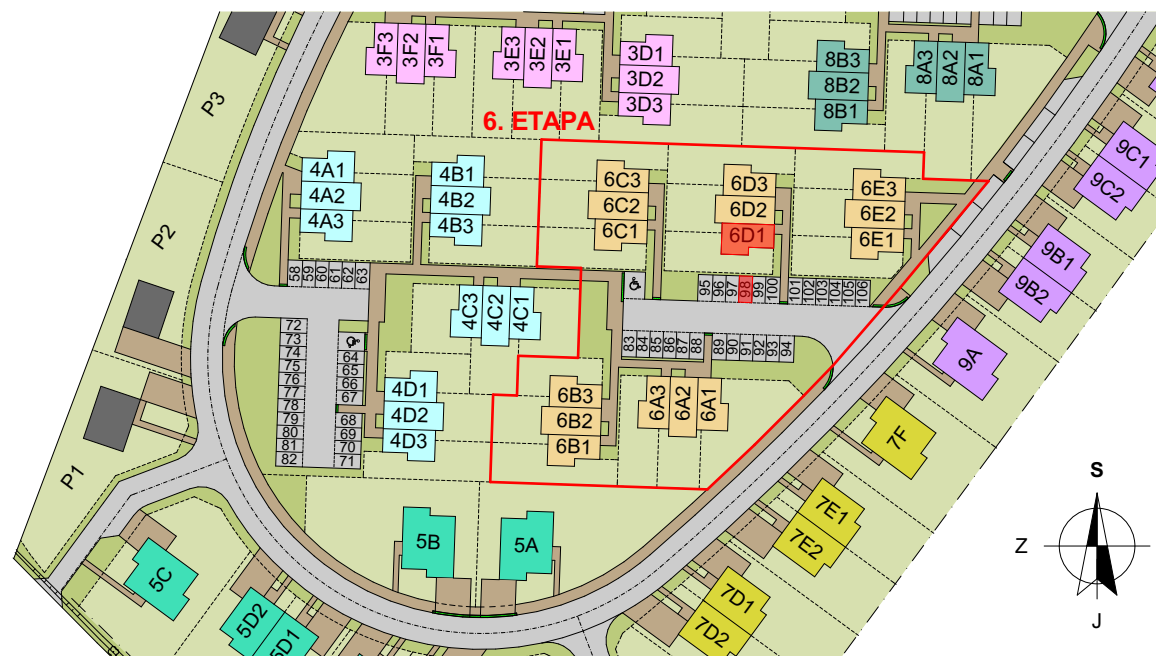 P3
3F3
3F2
3F1
3E3
3E2
3E1
3D1
3D2
3D3
8B3
8B2
8B1
8A3
8A2
8A1
6. ETAPA
9C1
9C2
4A1
4A2
4A3
4B1
4B2
4B3
6C3
6C2
6C1
6D3
6D2
6D1
6E3
6E2
6E1
P2
9B1
9B2
58
59
60
61
62
63
95
96
97
98
99
100
101
102
103
104
105
106
4C3
4C2
4C1
72
73
74
75
76
77
78
79
80
81
82
64
65
66
67
68
69
70
71
83
84
85
86
87
88
89
90
91
92
93
94
9A
4D1
4D2
4D3
6B3
6B2
6B1
6A3
6A2
6A1
7F
P1
7E1
7E2
5B
5A
5C
5D2
5D1
7D1
7D2
S
Z
J